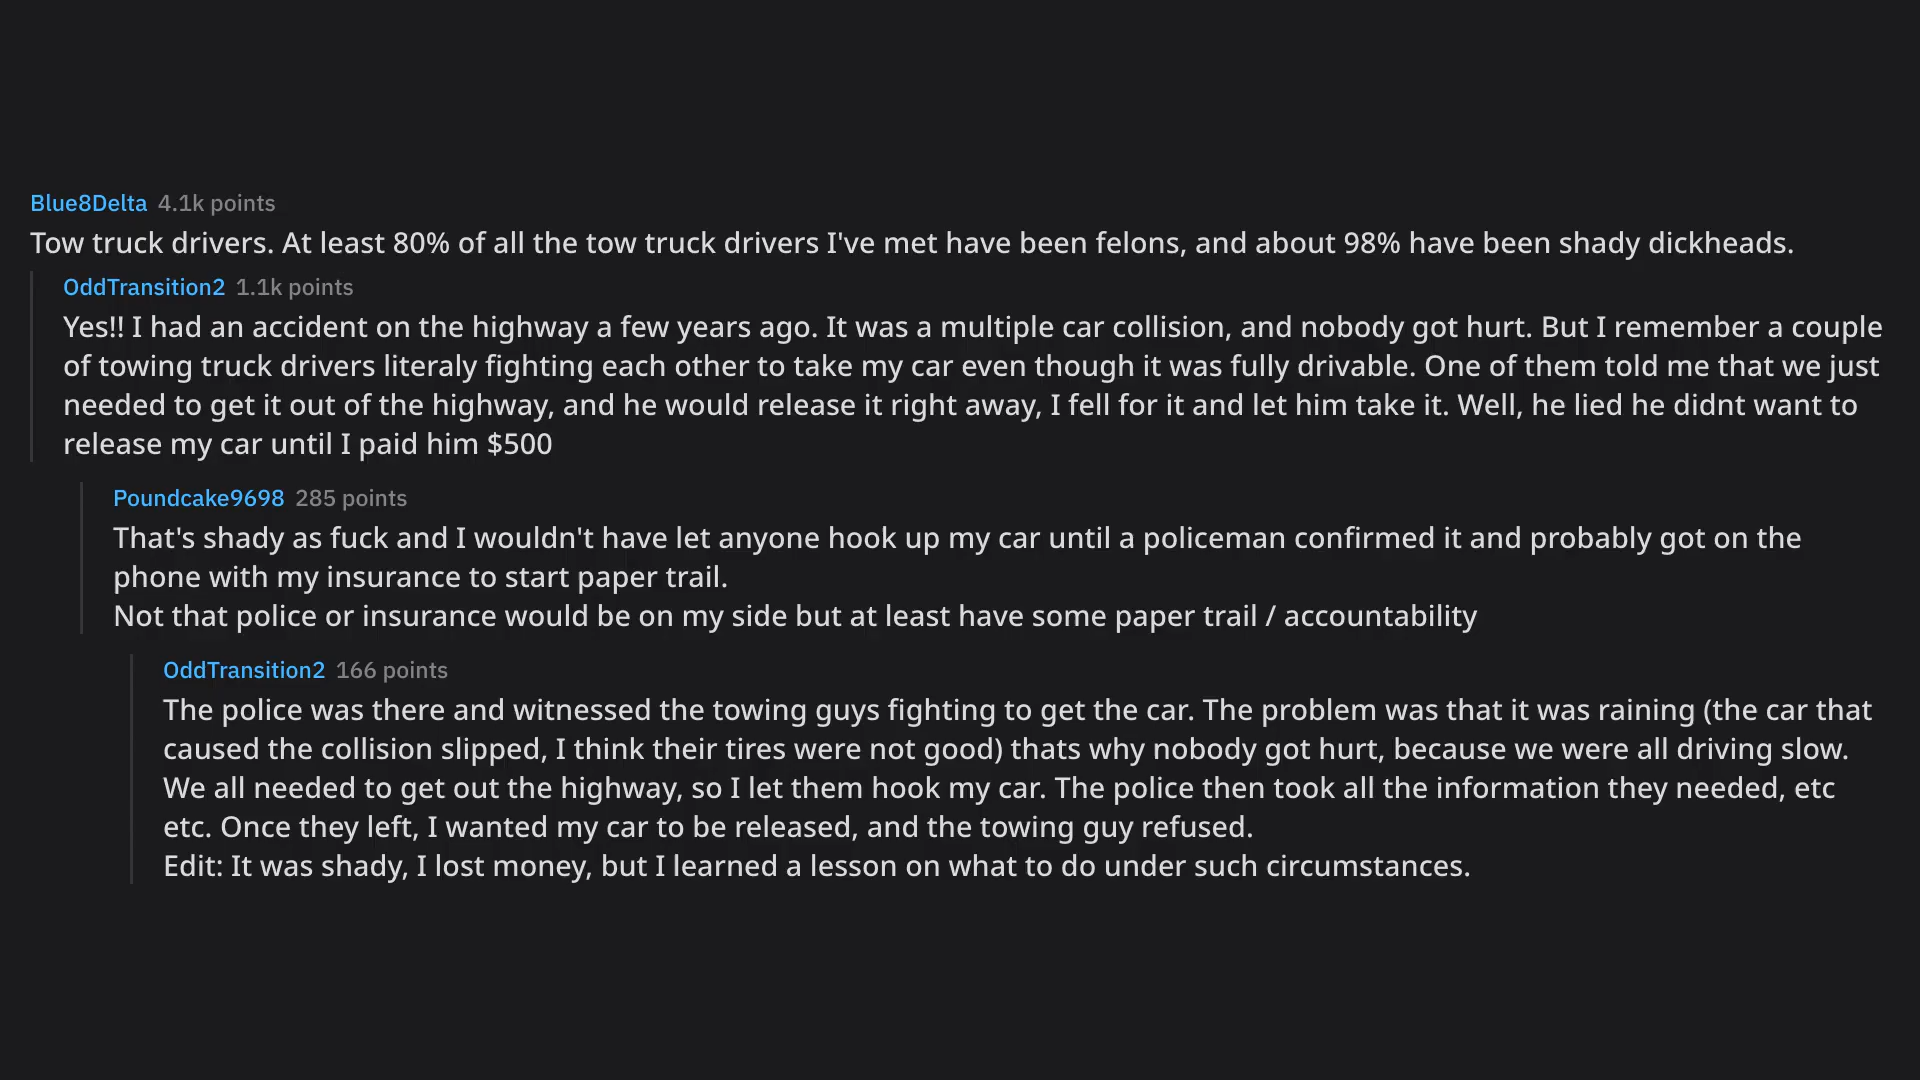 Blue8Delta 4.1k points
Tow truck drivers. At least 80% of all the tow truck drivers I've met have been felons, and about 98% have been shady dickheads.
OddTransition2 1.1k points
Yes!! I had an accident on the highway a few years ago. It was a multiple car collision, and nobody got hurt. But I remember a couple
of towing truck drivers literaly fighting each other to take my car even though it was fully drivable. One of them told me that we just
needed to get it out of the highway, and he would release it right away, I fell for it and let him take it. Well, he lied he didnt want to
release my car until I paid him $500
Poundcake9698 285 points
That's shady as fuck and I wouldn't have let anyone hook up my car until a policeman confirmed it and probably got on the
phone with my insurance to start paper trail.
Not that police or insurance would be on my side but at least have some paper trail / accountability
OddTransition2 166 points
The police was there and witnessed the towing guys fighting to get the car. The problem was that it was raining (the car that
caused the collision slipped, I think their tires were not good) thats why nobody got hurt, because we were all driving slow.
We all needed to get out the highway, so I let them hook my car. The police then took all the information they needed, etc
etc. Once they left, I wanted my car to be released, and the towing guy refused.
Edit: It was shady, I lost money, but I learned a lesson on what to do under such circumstances.